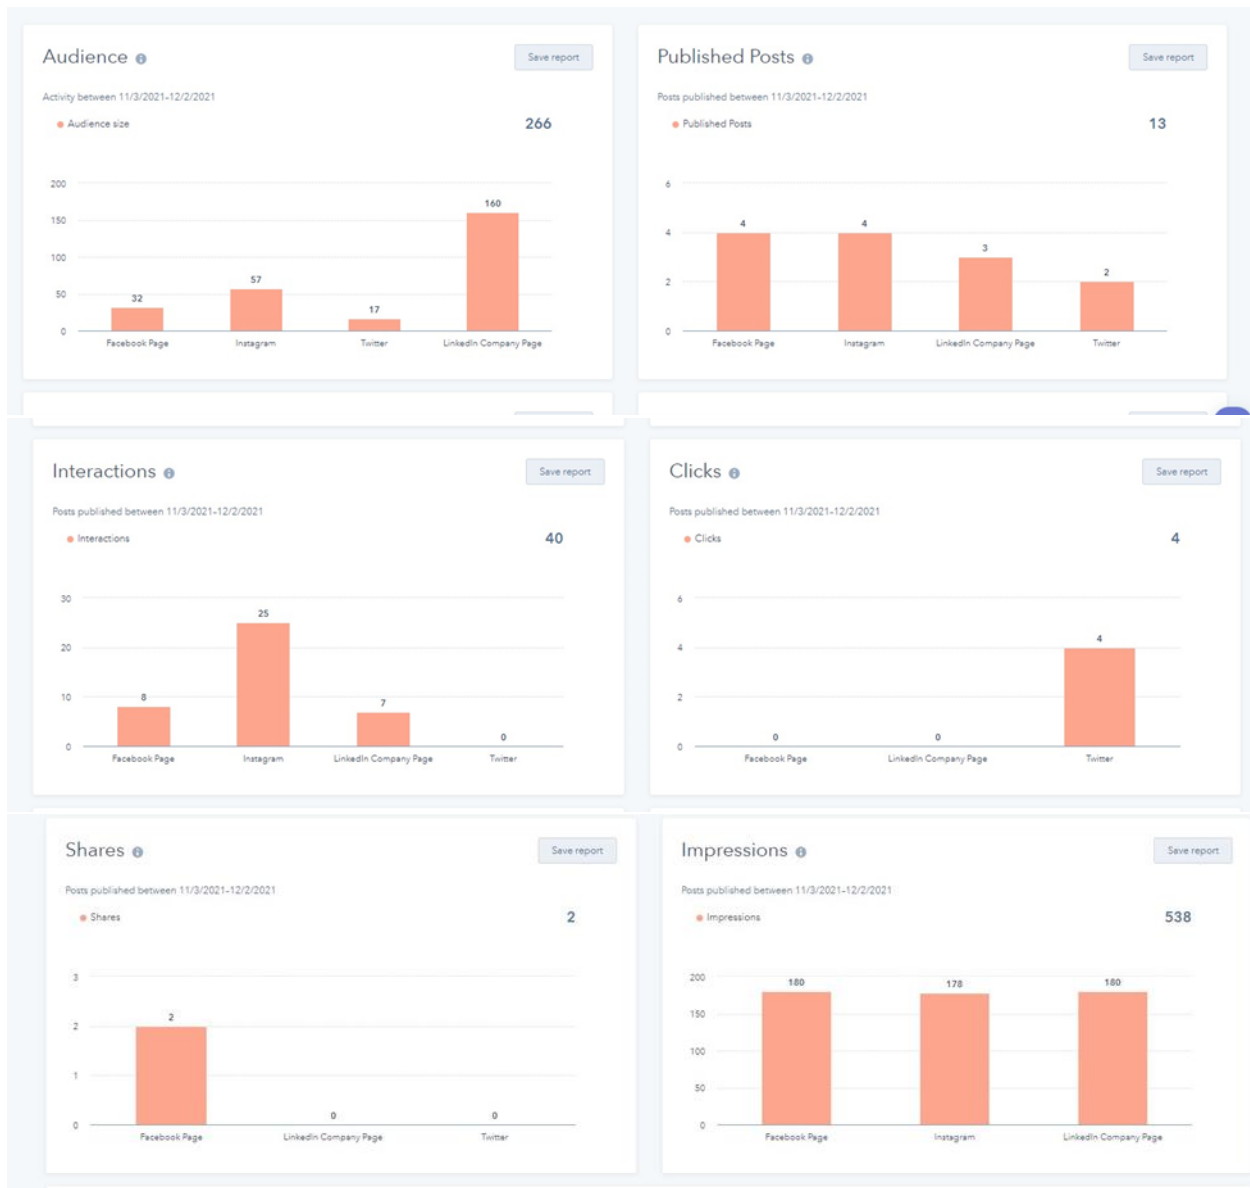 Audience
Save report
Activity between 11/3/2021-12/2/2021
Audience size
266
200
150
100
50
0
32
57
17
160
Facebook Page Instagram Twitter LinkedIn Company Page
Published Posts
Save report
Posts published between 11/3/2021-12/2/2021
Published Posts
13
6
4
2
0
4
4
3
2
Facebook Page Instagram LinkedIn Company Page Twitter
Interactions
Save report
Posts published between 11/3/2021-12/2/2021
Interactions
40
30
20
10
0
8
25
7
0
Facebook Page Instagram LinkedIn Company Page Twitter
Clicks
Save report
Posts published between 11/3/2021-12/2/2021
Clicks
4
6
4
2
0
0
0
4
Facebook Page LinkedIn Company Page Twitter
Shares
Save report
Posts published between 11/3/2021-12/2/2021
Shares
2
3
2
1
0
2
0
0
Facebook Page LinkedIn Company Page Twitter
Impressions
Save report
Posts published between 11/3/2021-12/2/2021
Impressions
538
200
150
100
50
0
180
178
180
Facebook Page Instagram LinkedIn Company Page